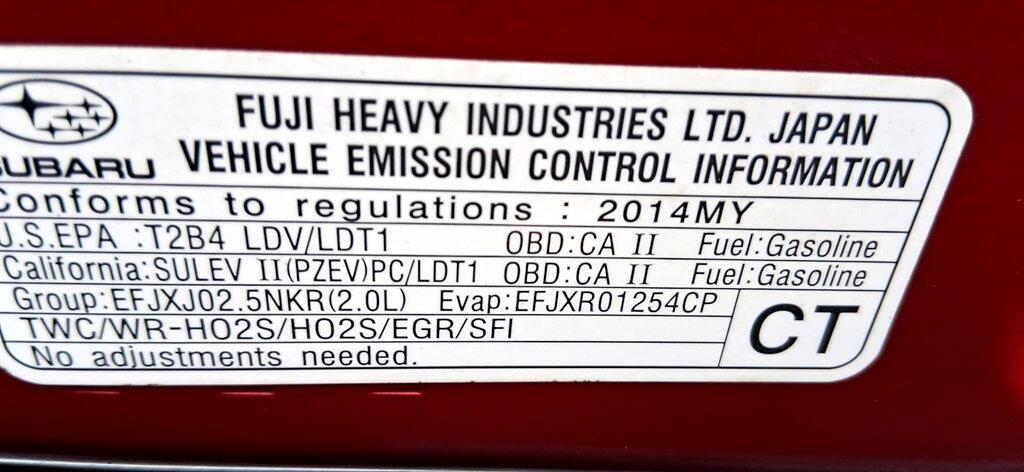 FUJI HEAVY INDUSTRIES LTD. JAPAN
SUBARU VEHICLE EMISSION CONTROL INFORMATION
Conforms to regulations : 2014MY
U.S.EPA :T2B4 LDV/LDT1 OBD:CA II Fuel:Gasoline
California:SULEV II(PZEV)PC/LDT1 OBD:CA II Fuel:Gasoline
Group:EFJXJ02.5NKR(2.0L) Evap:EFJXR01254CP
TWC/WR-HO2S/HO2S/EGR/SFI
CT
No adjustments needed.